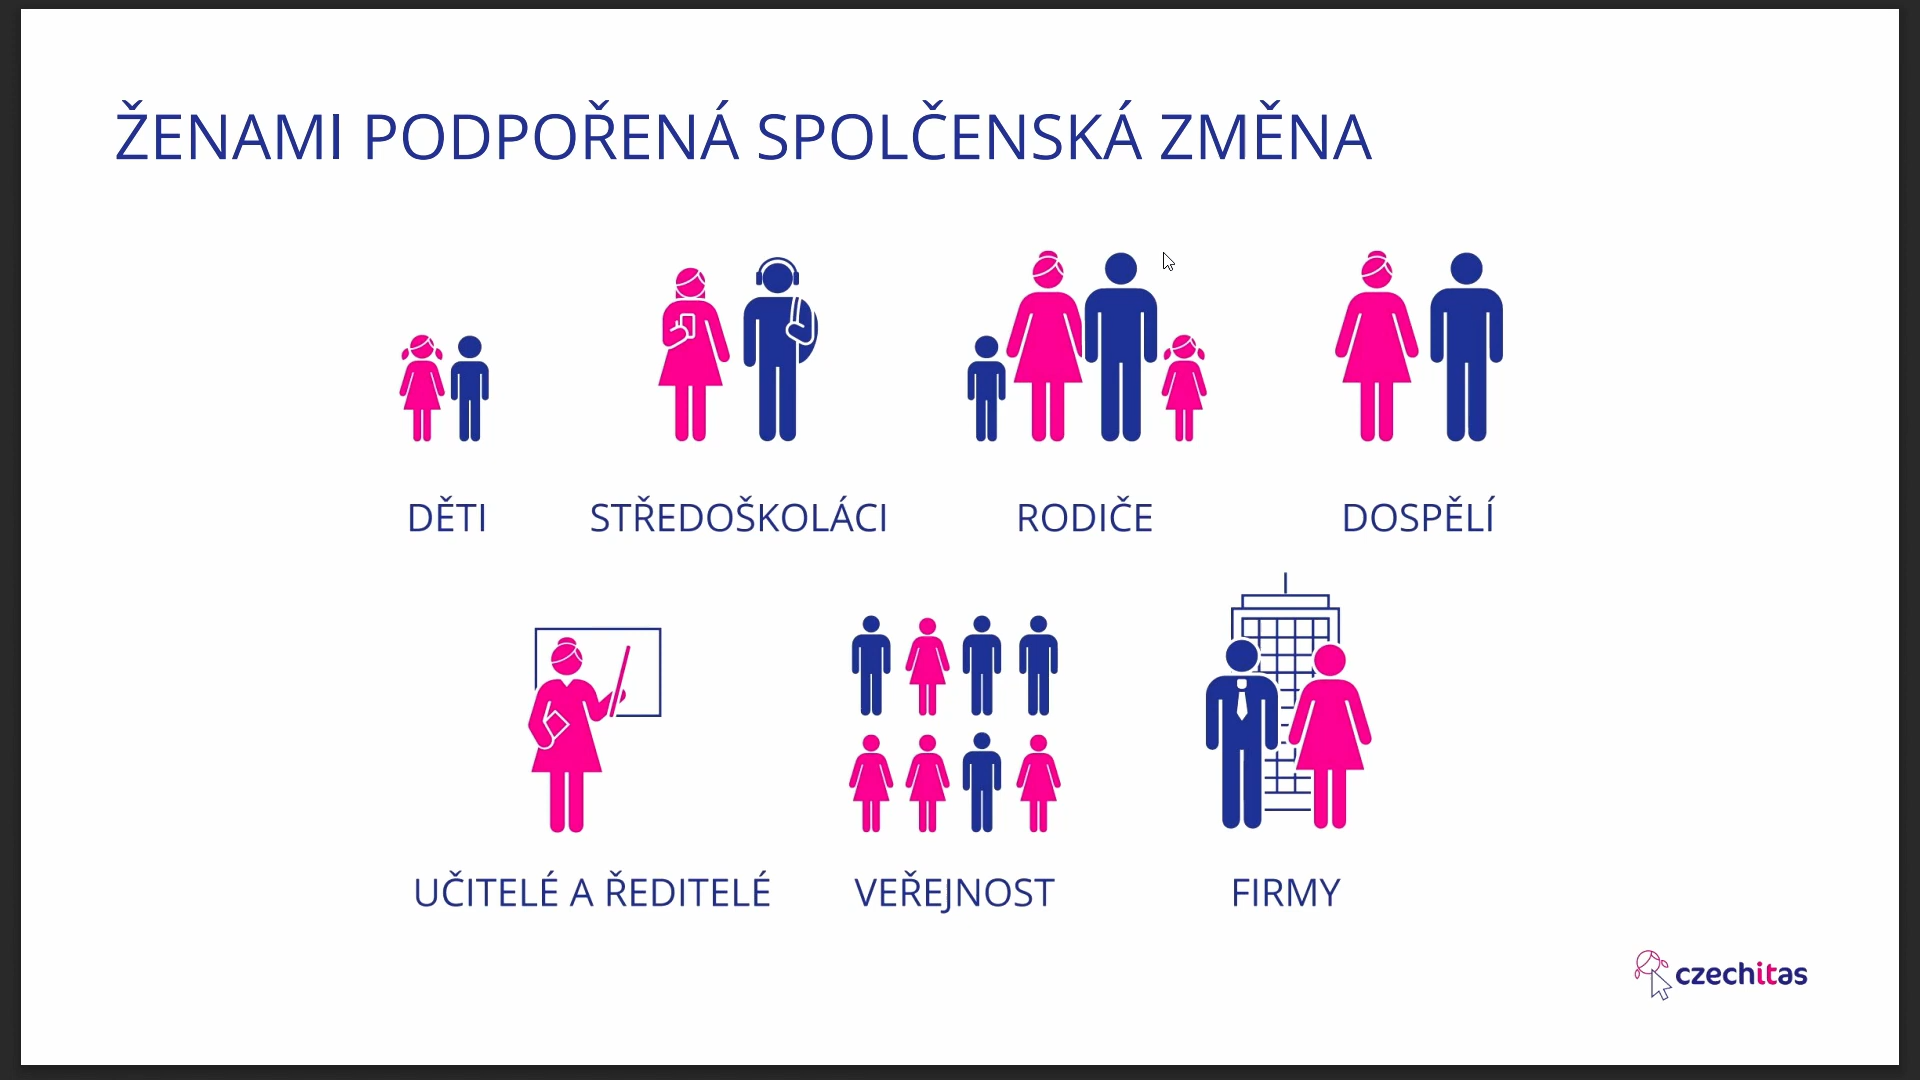 ŽENAMI PODPOŘENÁ SPOLČENSKÁ ZMĚNA
DĚTI
STŘEDOŠKOLÁCI
RODIČE
DOSPĚLÍ
UČITELÉ A ŘEDITELÉ
VEŘEJNOST
FIRMY
czechitas